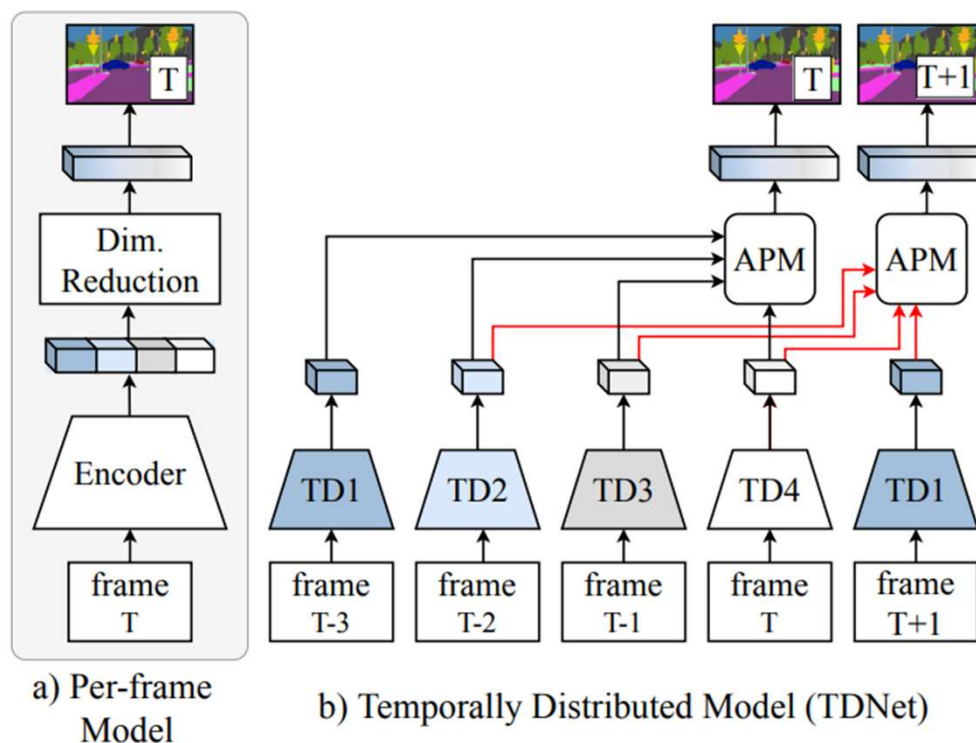 T
Dim.
Reduction
Encoder
frame
T
a) Per-frame
Model
T
T+1
APM
APM
TD1
TD2
TD3
TD4
TD1
frame
T-3
frame
T-2
frame
T-1
frame
T
frame
T+1
b) Temporally Distributed Model (TDNet)